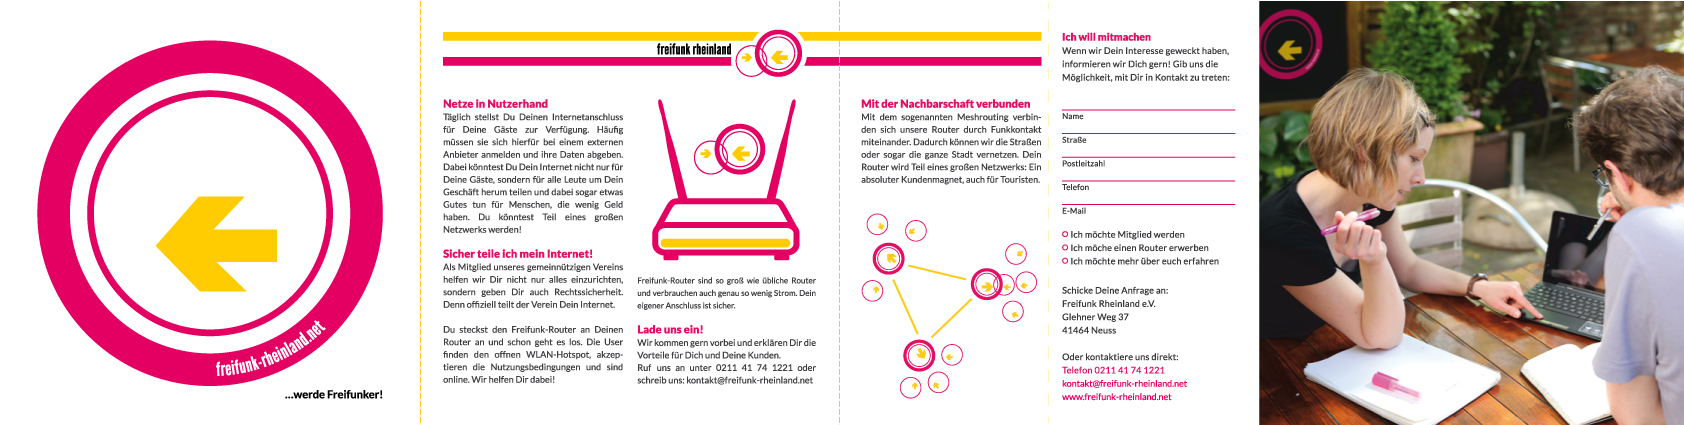 freifunk-rheinland.net
...werde Freifunker!
freifunk rheinland
Netze in Nutzerhand
Täglich stellst Du Deinen Internetanschluss
für Deine Gäste zur Verfügung. Häufig
müssen sie sich hierfür bei einem externen
Anbieter anmelden und ihre Daten abgeben.
Dabei könntest Du Dein Internet nicht nur für
Deine Gäste, sondern für alle Leute um Dein
Geschäft herum teilen und dabei sogar etwas
Gutes tun für Menschen, die wenig Geld
haben. Du könntest Teil eines großen
Netzwerks werden!
Sicher teile ich mein Internet!
Als Mitglied unseres gemeinnützigen Vereins
helfen wir Dir nicht nur alles einzurichten,
sondern geben Dir auch Rechtssicherheit.
Denn offiziell teilt der Verein Dein Internet.
Du steckst den Freifunk-Router an Deinen
Router an und schon geht es los. Die User
finden den offnen WLAN-Hotspot, akzep-
tieren die Nutzungsbedingungen und sind
online. Wir helfen Dir dabei!
Freifunk-Router sind so groß wie übliche Router
und verbrauchen auch genau so wenig Strom. Dein
eigener Anschluss ist sicher.
Lade uns ein!
Wir kommen gern vorbei und erklären Dir die
Vorteile für Dich und Deine Kunden.
Ruf uns an unter 0211 41 74 1221 oder
schreib uns: kontakt@freifunk-rheinland.net
Mit der Nachbarschaft verbunden
Mit dem sogenannten Meshrouting verbin-
den sich unsere Router durch Funkkontakt
miteinander. Dadurch können wir die Straßen
oder sogar die ganze Stadt vernetzen. Dein
Router wird Teil eines großen Netzwerks: Ein
absoluter Kundenmagnet, auch für Touristen.
Ich will mitmachen
Wenn wir Dein Interesse geweckt haben,
informieren wir Dich gern! Gib uns die
Möglichkeit, mit Dir in Kontakt zu treten:
Name
Straße
Postleitzahl
Telefon
E-Mail
Ich möchte Mitglied werden
Ich möche einen Router erwerben
Ich möchte mehr über euch erfahren
Schicke Deine Anfrage an:
Freifunk Rheinland e.V.
Glehner Weg 37
41464 Neuss
Oder kontaktiere uns direkt:
Telefon 0211 41 74 1221
kontakt@freifunk-rheinland.net
www.freifunk-rheinland.net